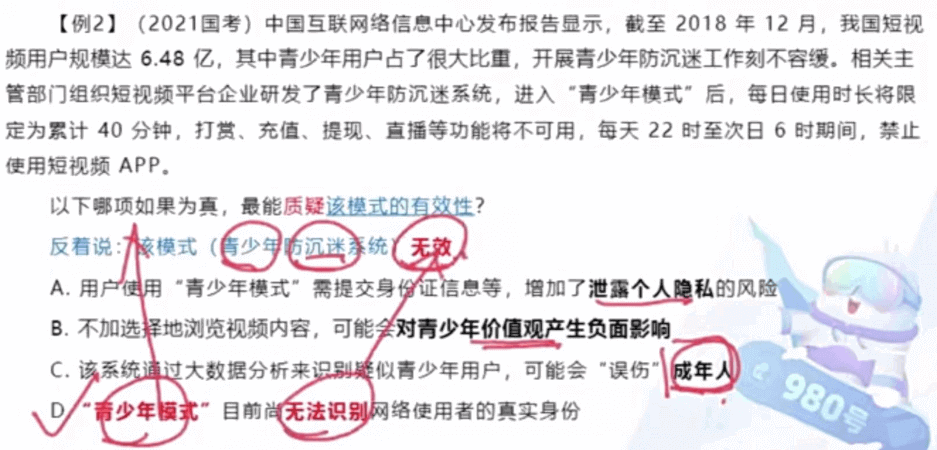 【例2】（2021国考）中国互联网络信息中心发布报告显示，截至 2018 年 12 月，我国短视
频用户规模达 6.48 亿，其中青少年用户占了很大比重，开展青少年防沉迷工作刻不容缓。相关主
管部门组织短视频平台企业研发了青少年防沉迷系统，进入“青少年模式”后，每日使用时长将限
定为累计 40 分钟，打赏、充值、提现、直播等功能将不可用，每天 22 时至次日 6 时期间，禁止
使用短视频 APP。
以下哪项如果为真，最能质疑该模式的有效性？
反着说：该模式（青少年防沉迷系统）无效
A. 用户使用“青少年模式”需提交身份证信息等，增加了泄露个人隐私的风险
B. 不加选择地浏览视频内容，可能会对青少年价值观产生负面影响
C. 该系统通过大数据分析来识别疑似青少年用户，可能会“误伤”成年人
D. “青少年模式”目前尚无法识别网络使用者的真实身份
980号